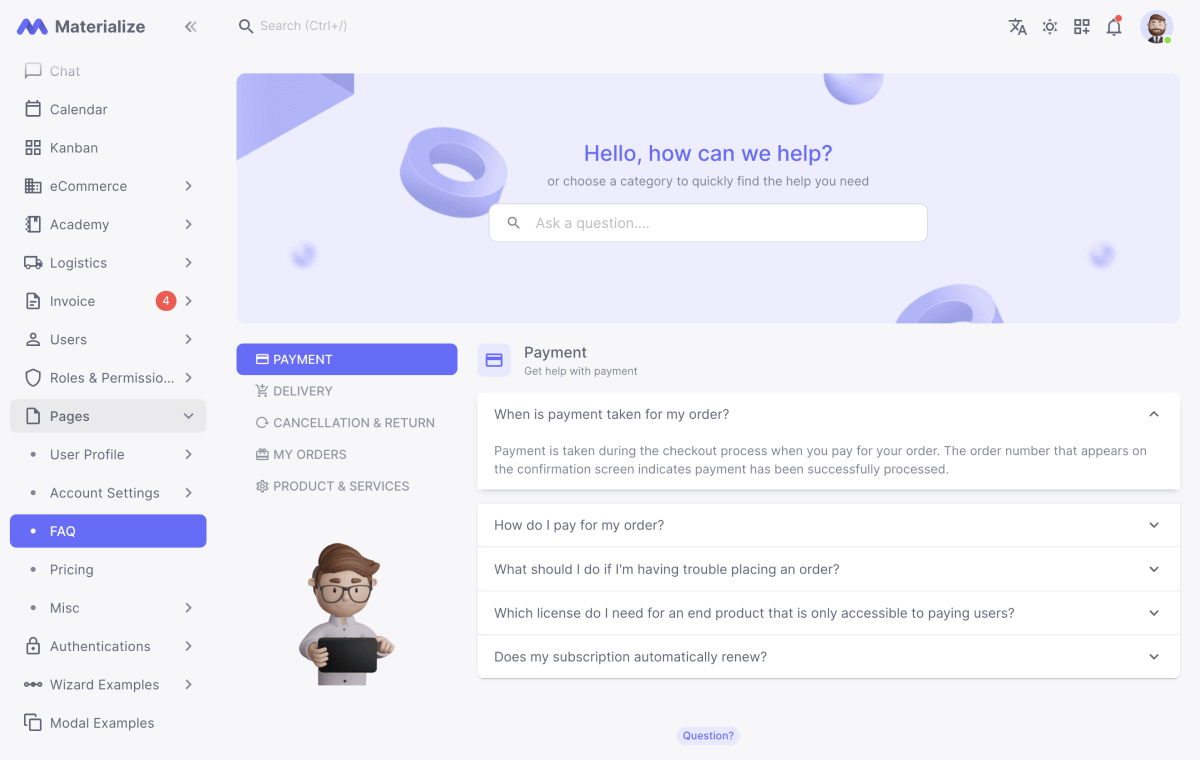 Materialize
Search (Ctrl+/)
Chat
Calendar
Kanban
eCommerce
Academy
Logistics
Invoice 4
Users
Roles & Permissio...
Pages
User Profile
Account Settings
FAQ
Pricing
Misc
Authentications
Wizard Examples
Modal Examples
Hello, how can we help?
or choose a category to quickly find the help you need
Ask a question....
PAYMENT
DELIVERY
CANCELLATION & RETURN
MY ORDERS
PRODUCT & SERVICES
Payment
Get help with payment
When is payment taken for my order?
Payment is taken during the checkout process when you pay for your order. The order number that appears on
the confirmation screen indicates payment has been successfully processed.
How do I pay for my order?
What should I do if I'm having trouble placing an order?
Which license do I need for an end product that is only accessible to paying users?
Does my subscription automatically renew?
Question?